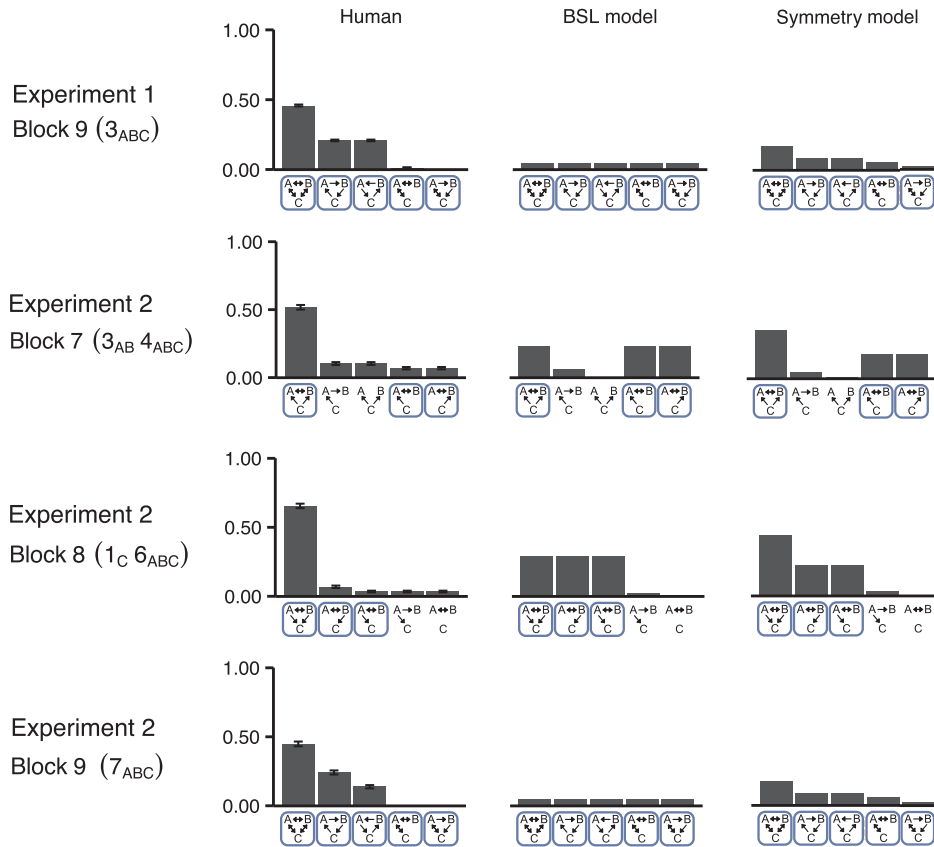 Human BSL model Symmetry model
1.00
Experiment 1
0.50
Block 9 (3ABC)
0.00
A↔B A→B A←B A↔B A→B A↔B A→B A←B A↔B A→B A↔B A→B A←B A↔B A→B
C C C C C C C C C C C C C C C
1.00
Experiment 2
0.50
Block 7 (3AB 4ABC)
0.00
A↔B A→B A B A↔B A↔B A↔B A→B A B A↔B A↔B A↔B A→B A B A↔B A↔B
C C C C C C C C C C C C C C C
1.00
Experiment 2
0.50
Block 8 (1C 6ABC)
0.00
A↔B A↔B A↔B A→B A↔B A↔B A↔B A↔B A→B A↔B A↔B A↔B A↔B A→B A↔B
C C C C C C C C C C C C C C C
1.00
Experiment 2
0.50
Block 9 (7ABC)
0.00
A↔B A→B A←B A↔B A→B A↔B A→B A←B A↔B A→B A↔B A→B A←B A↔B A→B
C C C C C C C C C C C C C C C